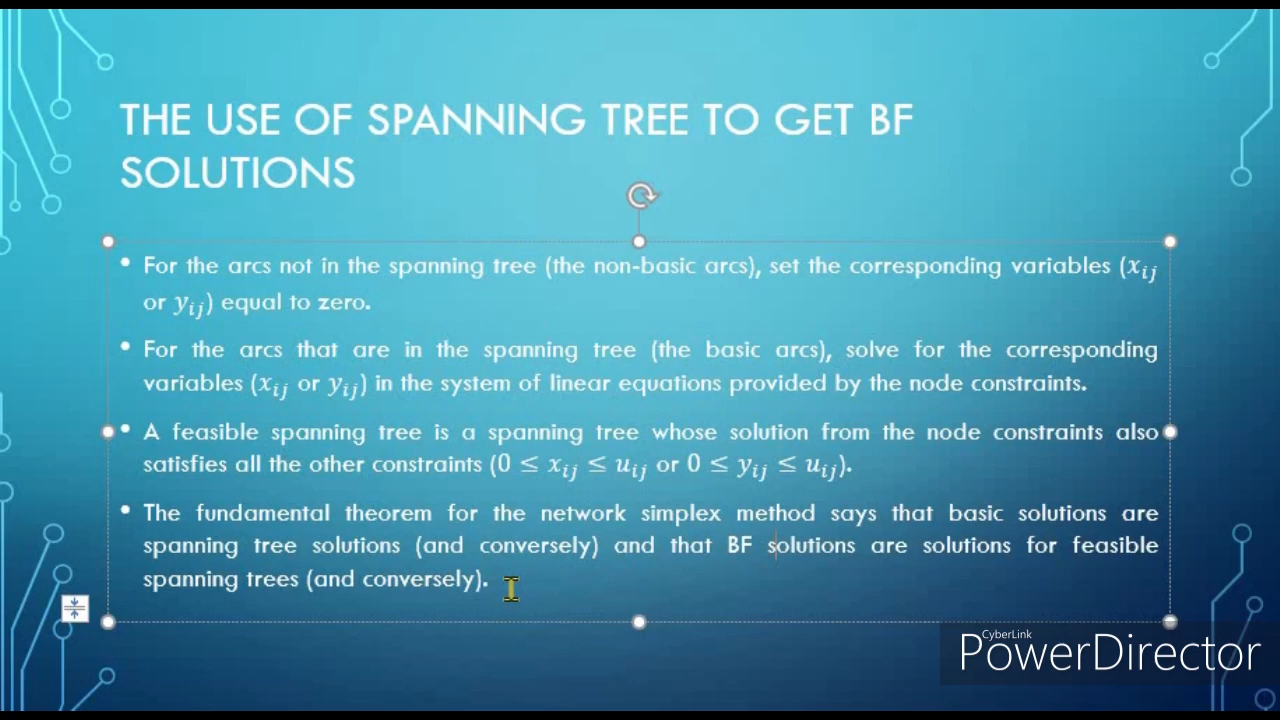 THE USE OF SPANNING TREE TO GET BF
SOLUTIONS
• For the arcs not in the spanning tree (the non-basic arcs), set the corresponding variables (xᵢⱼ
or yᵢⱼ) equal to zero.
• For the arcs that are in the spanning tree (the basic arcs), solve for the corresponding
variables (xᵢⱼ or yᵢⱼ) in the system of linear equations provided by the node constraints.
• A feasible spanning tree is a spanning tree whose solution from the node constraints also
satisfies all the other constraints (0 ≤ xᵢⱼ ≤ uᵢⱼ or 0 ≤ yᵢⱼ ≤ uᵢⱼ).
• The fundamental theorem for the network simplex method says that basic solutions are
spanning tree solutions (and conversely) and that BF solutions are solutions for feasible
spanning trees (and conversely).
CyberLink
PowerDirector